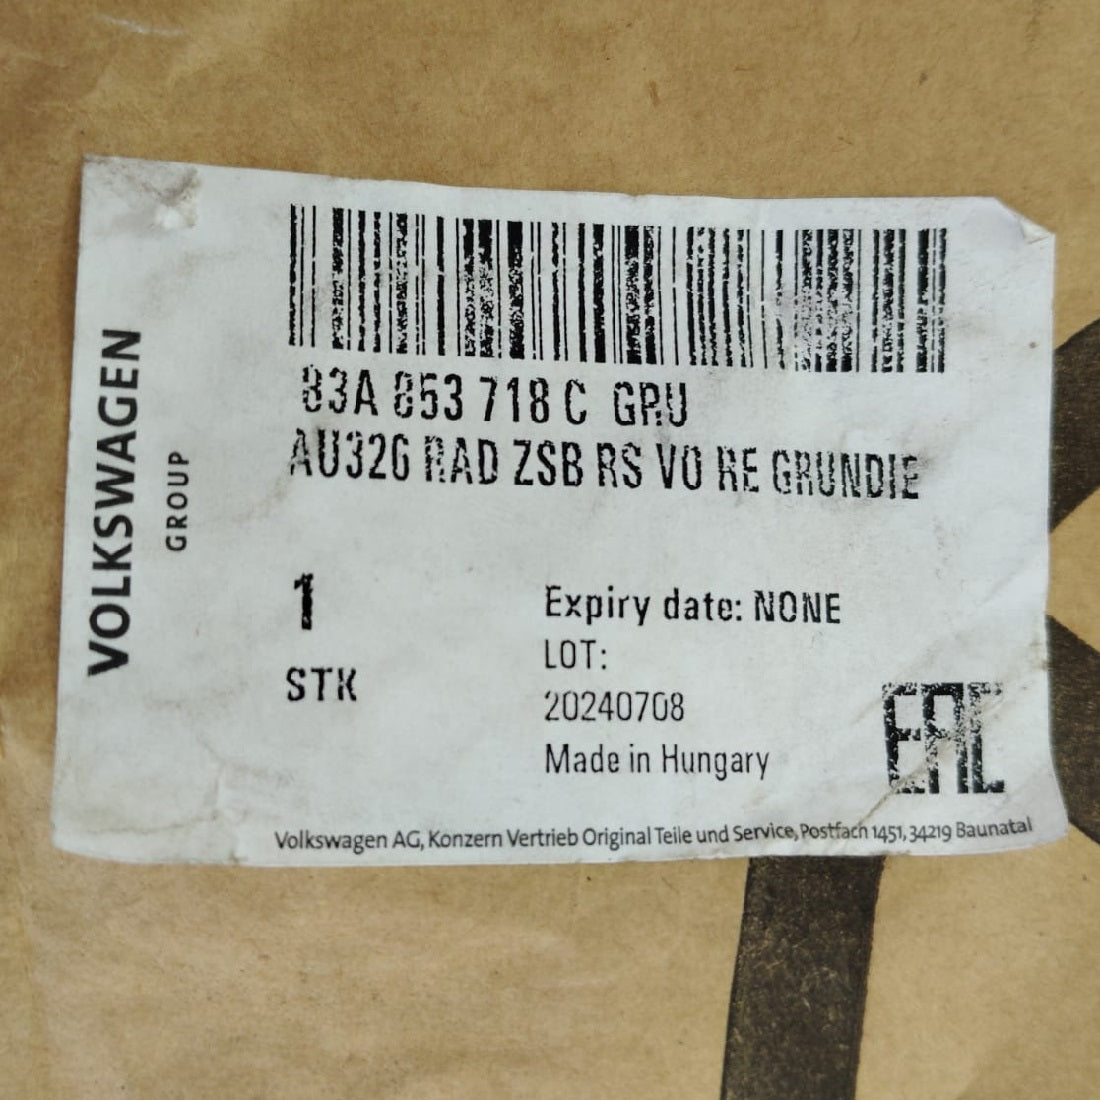 VOLKSWAGEN
GROUP
83A 853 718 C GRU
AU326 RAD ZSB RS VO RE GRUNDIE
1
STK
Expiry date: NONE
LOT:
20240708
Made in Hungary
EAC
Volkswagen AG, Konzern Vertrieb Original Teile und Service, Postfach 1451, 34219 Baunatal